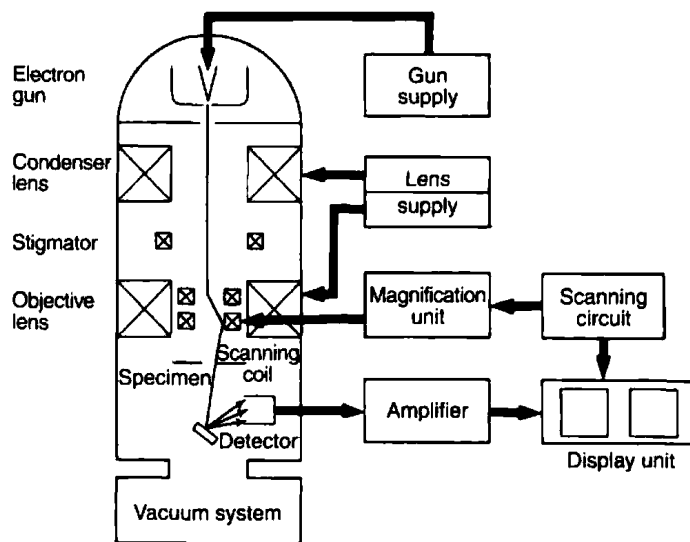 Electron
gun
Gun
supply
Condenser
lens
Lens
supply
Stigmator
Objective
lens
Magnification
unit
Scanning
circuit
Scanning
coil
Specimen
Amplifier
Detector
Display unit
Vacuum system